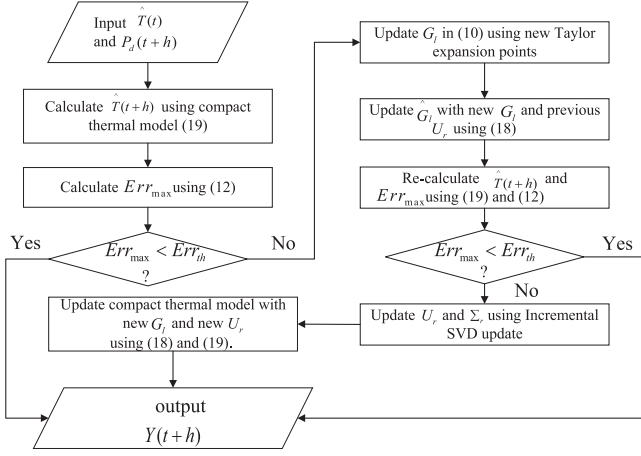 Input T̂(t)
and P_d(t+h)
Calculate T̂(t+h) using compact
thermal model (19)
Calculate Err_max using (12)
Yes
Err_max < Err_th
?
No
Update G_l in (10) using new Taylor
expansion points
Update Ĝ_l with new G_l and previous
U_r using (18)
Re-calculate T̂(t+h) and
Err_max using (19) and (12)
Err_max < Err_th
?
Yes
No
Update U_r and Σ_r using Incremental
SVD update
Update compact thermal model with
new G_l and new U_r
using (18) and (19).
output
Y(t+h)